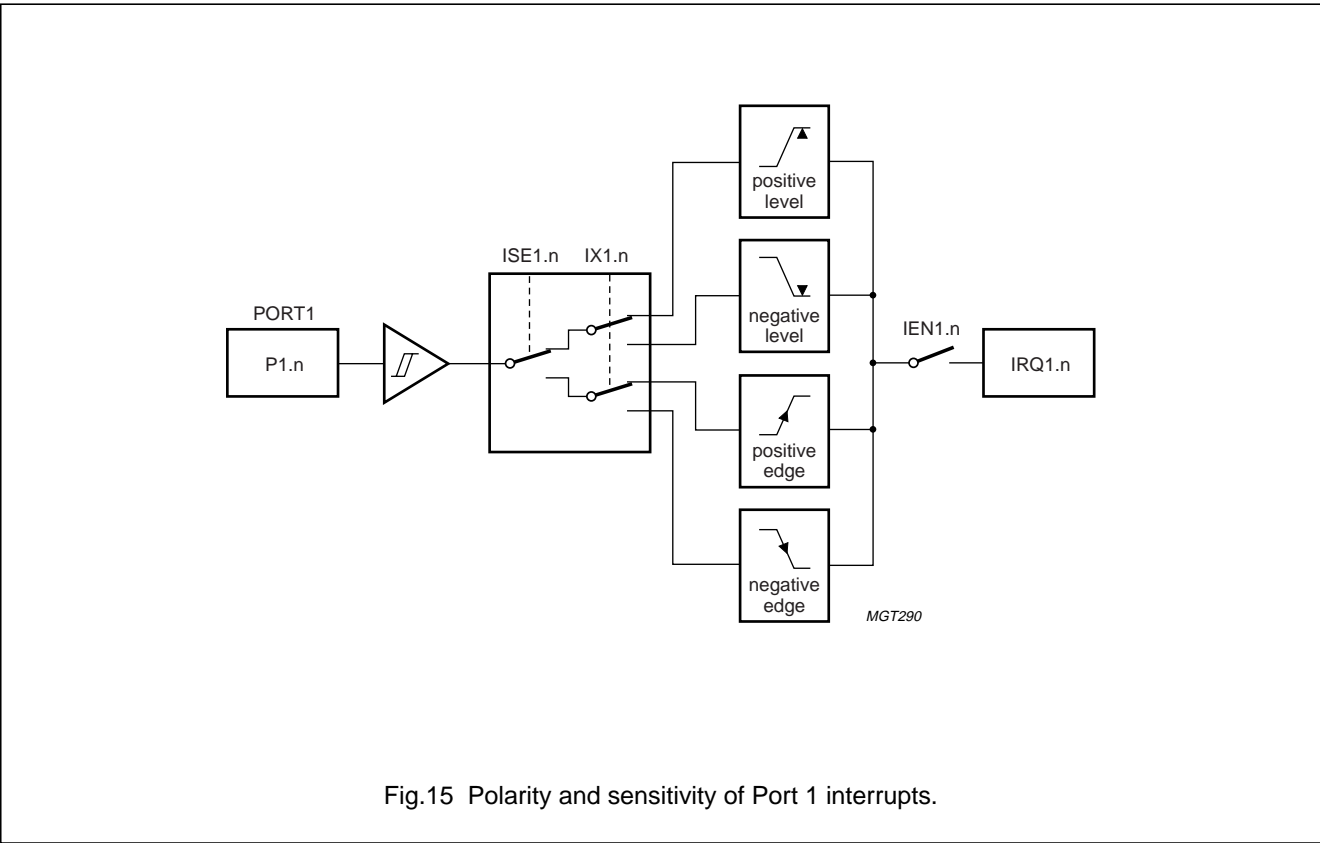 positive
level
ISE1.n IX1.n
PORT1
negative
level
IEN1.n
P1.n
IRQ1.n
positive
edge
negative
edge
MGT290
Fig.15 Polarity and sensitivity of Port 1 interrupts.